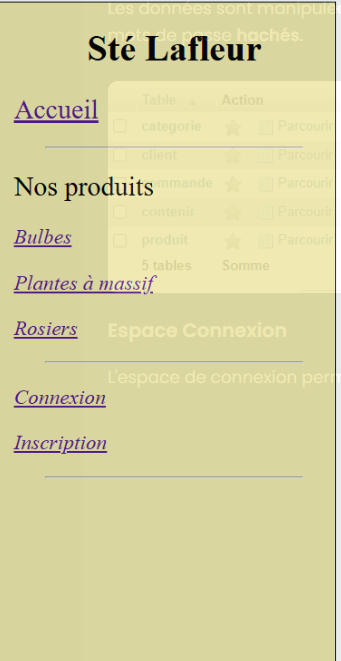 Les données sont manipulé
mots de passe hachés.
Sté Lafleur
Table Action
Accueil
categorie Parcourir
client Parcourir
commande Parcourir
Nos produits
contenir Parcourir
produit Parcourir
Bulbes
5 tables Somme
Plantes à massif
Rosiers
Espace Connexion
L'espace de connexion perm
Connexion
Inscription